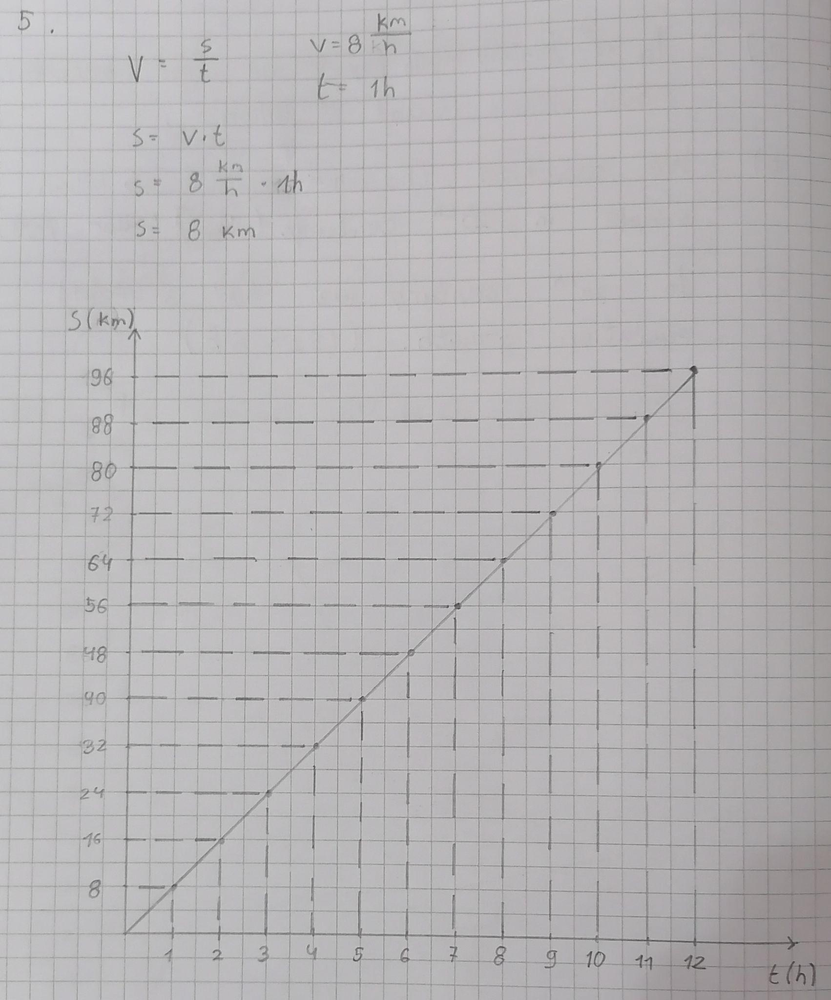 5.
V = s/t
v = 8 km/h
t = 1h
s = v · t
s = 8 km/h · 1h
s = 8 km
S (km)
96
88
80
72
64
56
48
40
32
24
16
8
1 2 3 4 5 6 7 8 9 10 11 12
t (h)